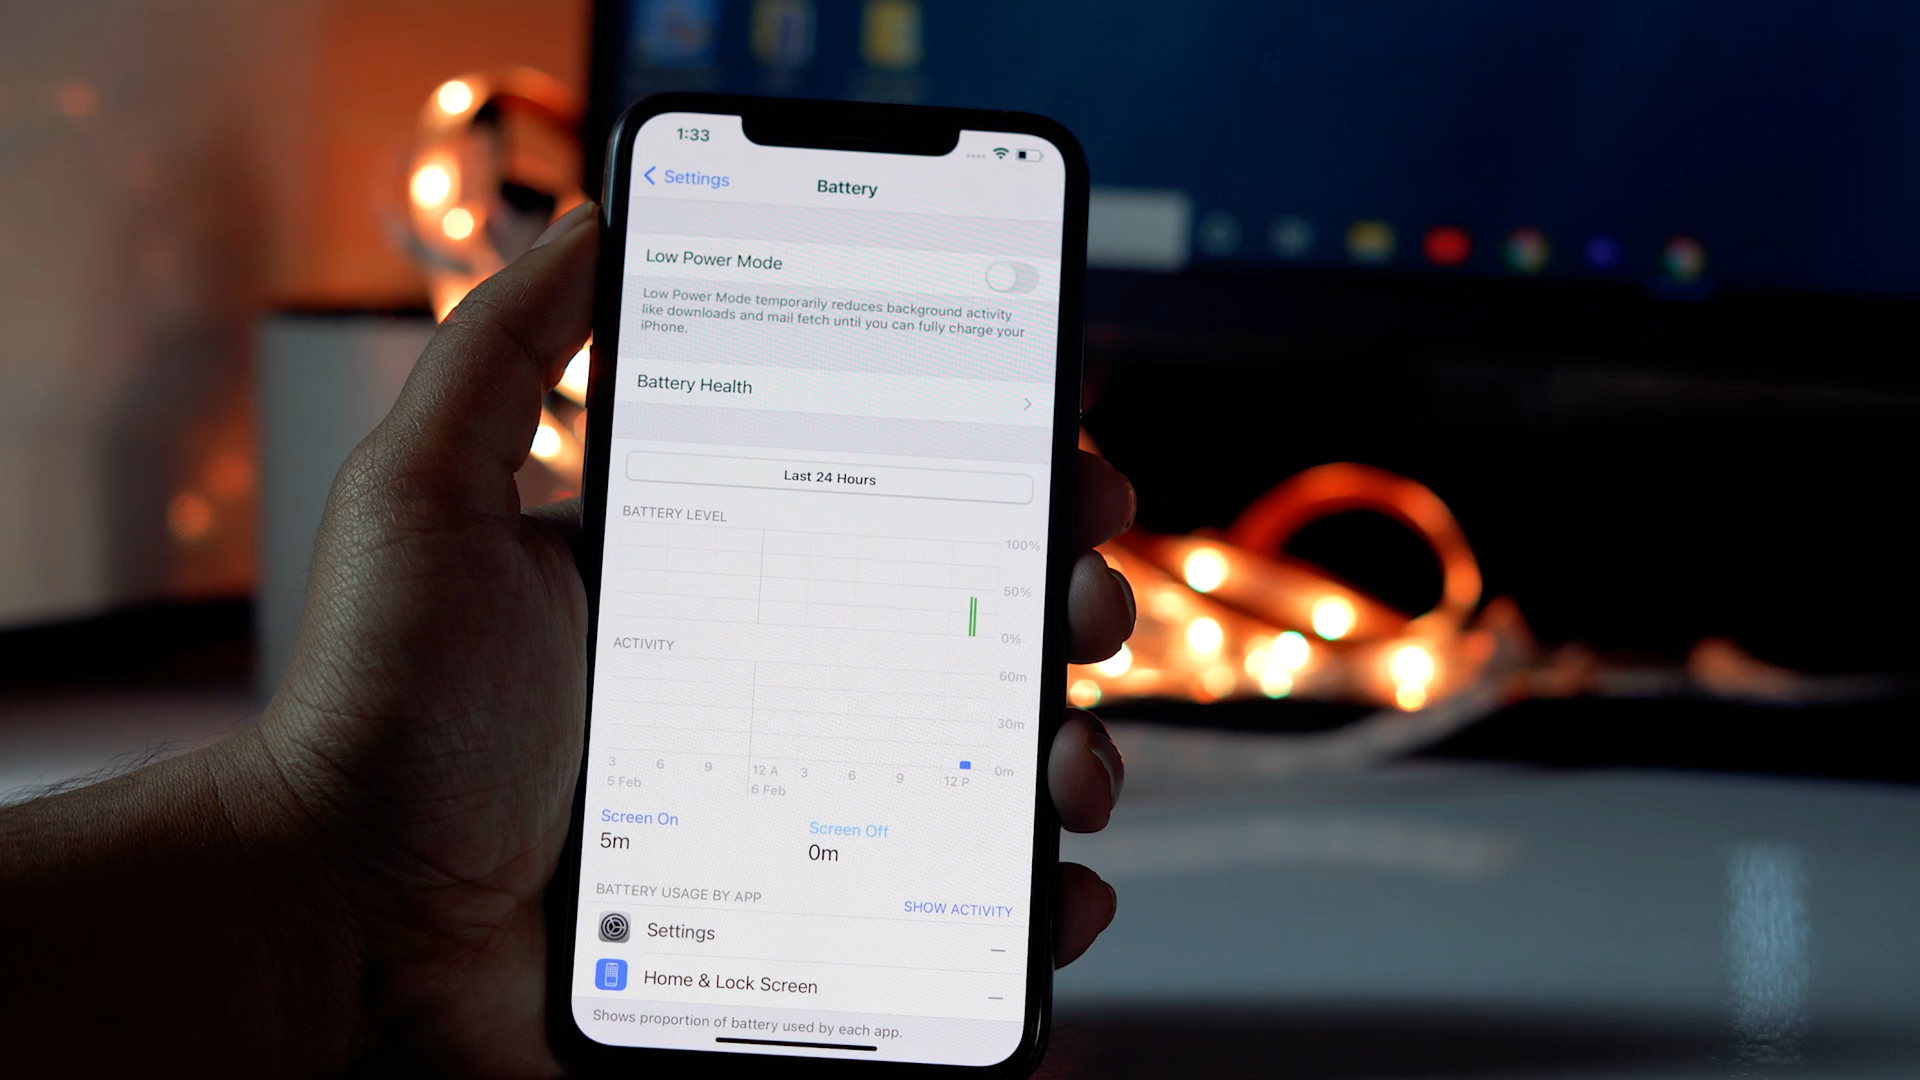 1:33
Settings
Battery
Low Power Mode
Low Power Mode temporarily reduces background activity
like downloads and mail fetch until you can fully charge your
iPhone.
Battery Health
Last 24 Hours
BATTERY LEVEL
100%
50%
0%
ACTIVITY
60m
30m
0m
3 6 9 12 A 3 6 9 12 P
5 Feb 6 Feb
Screen On Screen Off
5m 0m
BATTERY USAGE BY APP SHOW ACTIVITY
Settings –
Home & Lock Screen –
Shows proportion of battery used by each app.